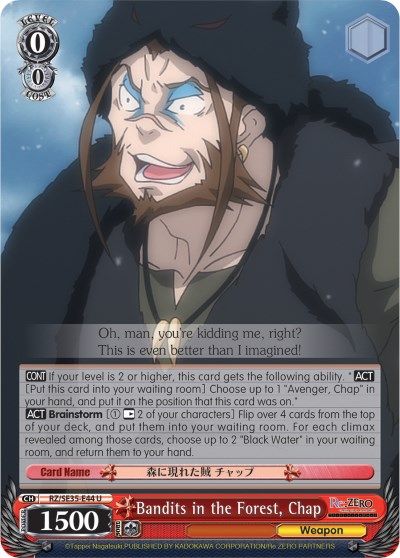 LEVEL
0
0
COST
Oh, man, you're kidding me, right?
This is even better than I imagined!
CONT If your level is 2 or higher, this card gets the following ability. "ACT
[Put this card into your waiting room] Choose up to 1 "Avenger, Chap" in
your hand, and put it on the position that this card was on."
ACT Brainstorm [① 2 of your characters] Flip over 4 cards from the top
of your deck, and put them into your waiting room. For each climax
revealed among those cards, choose up to 2 "Black Water" in your waiting
room, and return them to your hand.
Card Name 森に現れた賊 チャップ
CH RZ/SE35-E44 U
POWER 1500
SOUL
Bandits in the Forest, Chap
Re:ZERO
Weapon
©Tappei Nagatsuki,PUBLISHED BY KADOKAWA CORPORATION/Re:ZERO PARTNERS